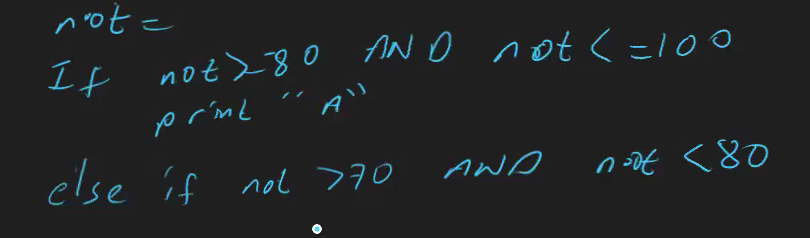 not =
If not >= 80 AND not <= 100
print "A"
else if not >70 AND not <80